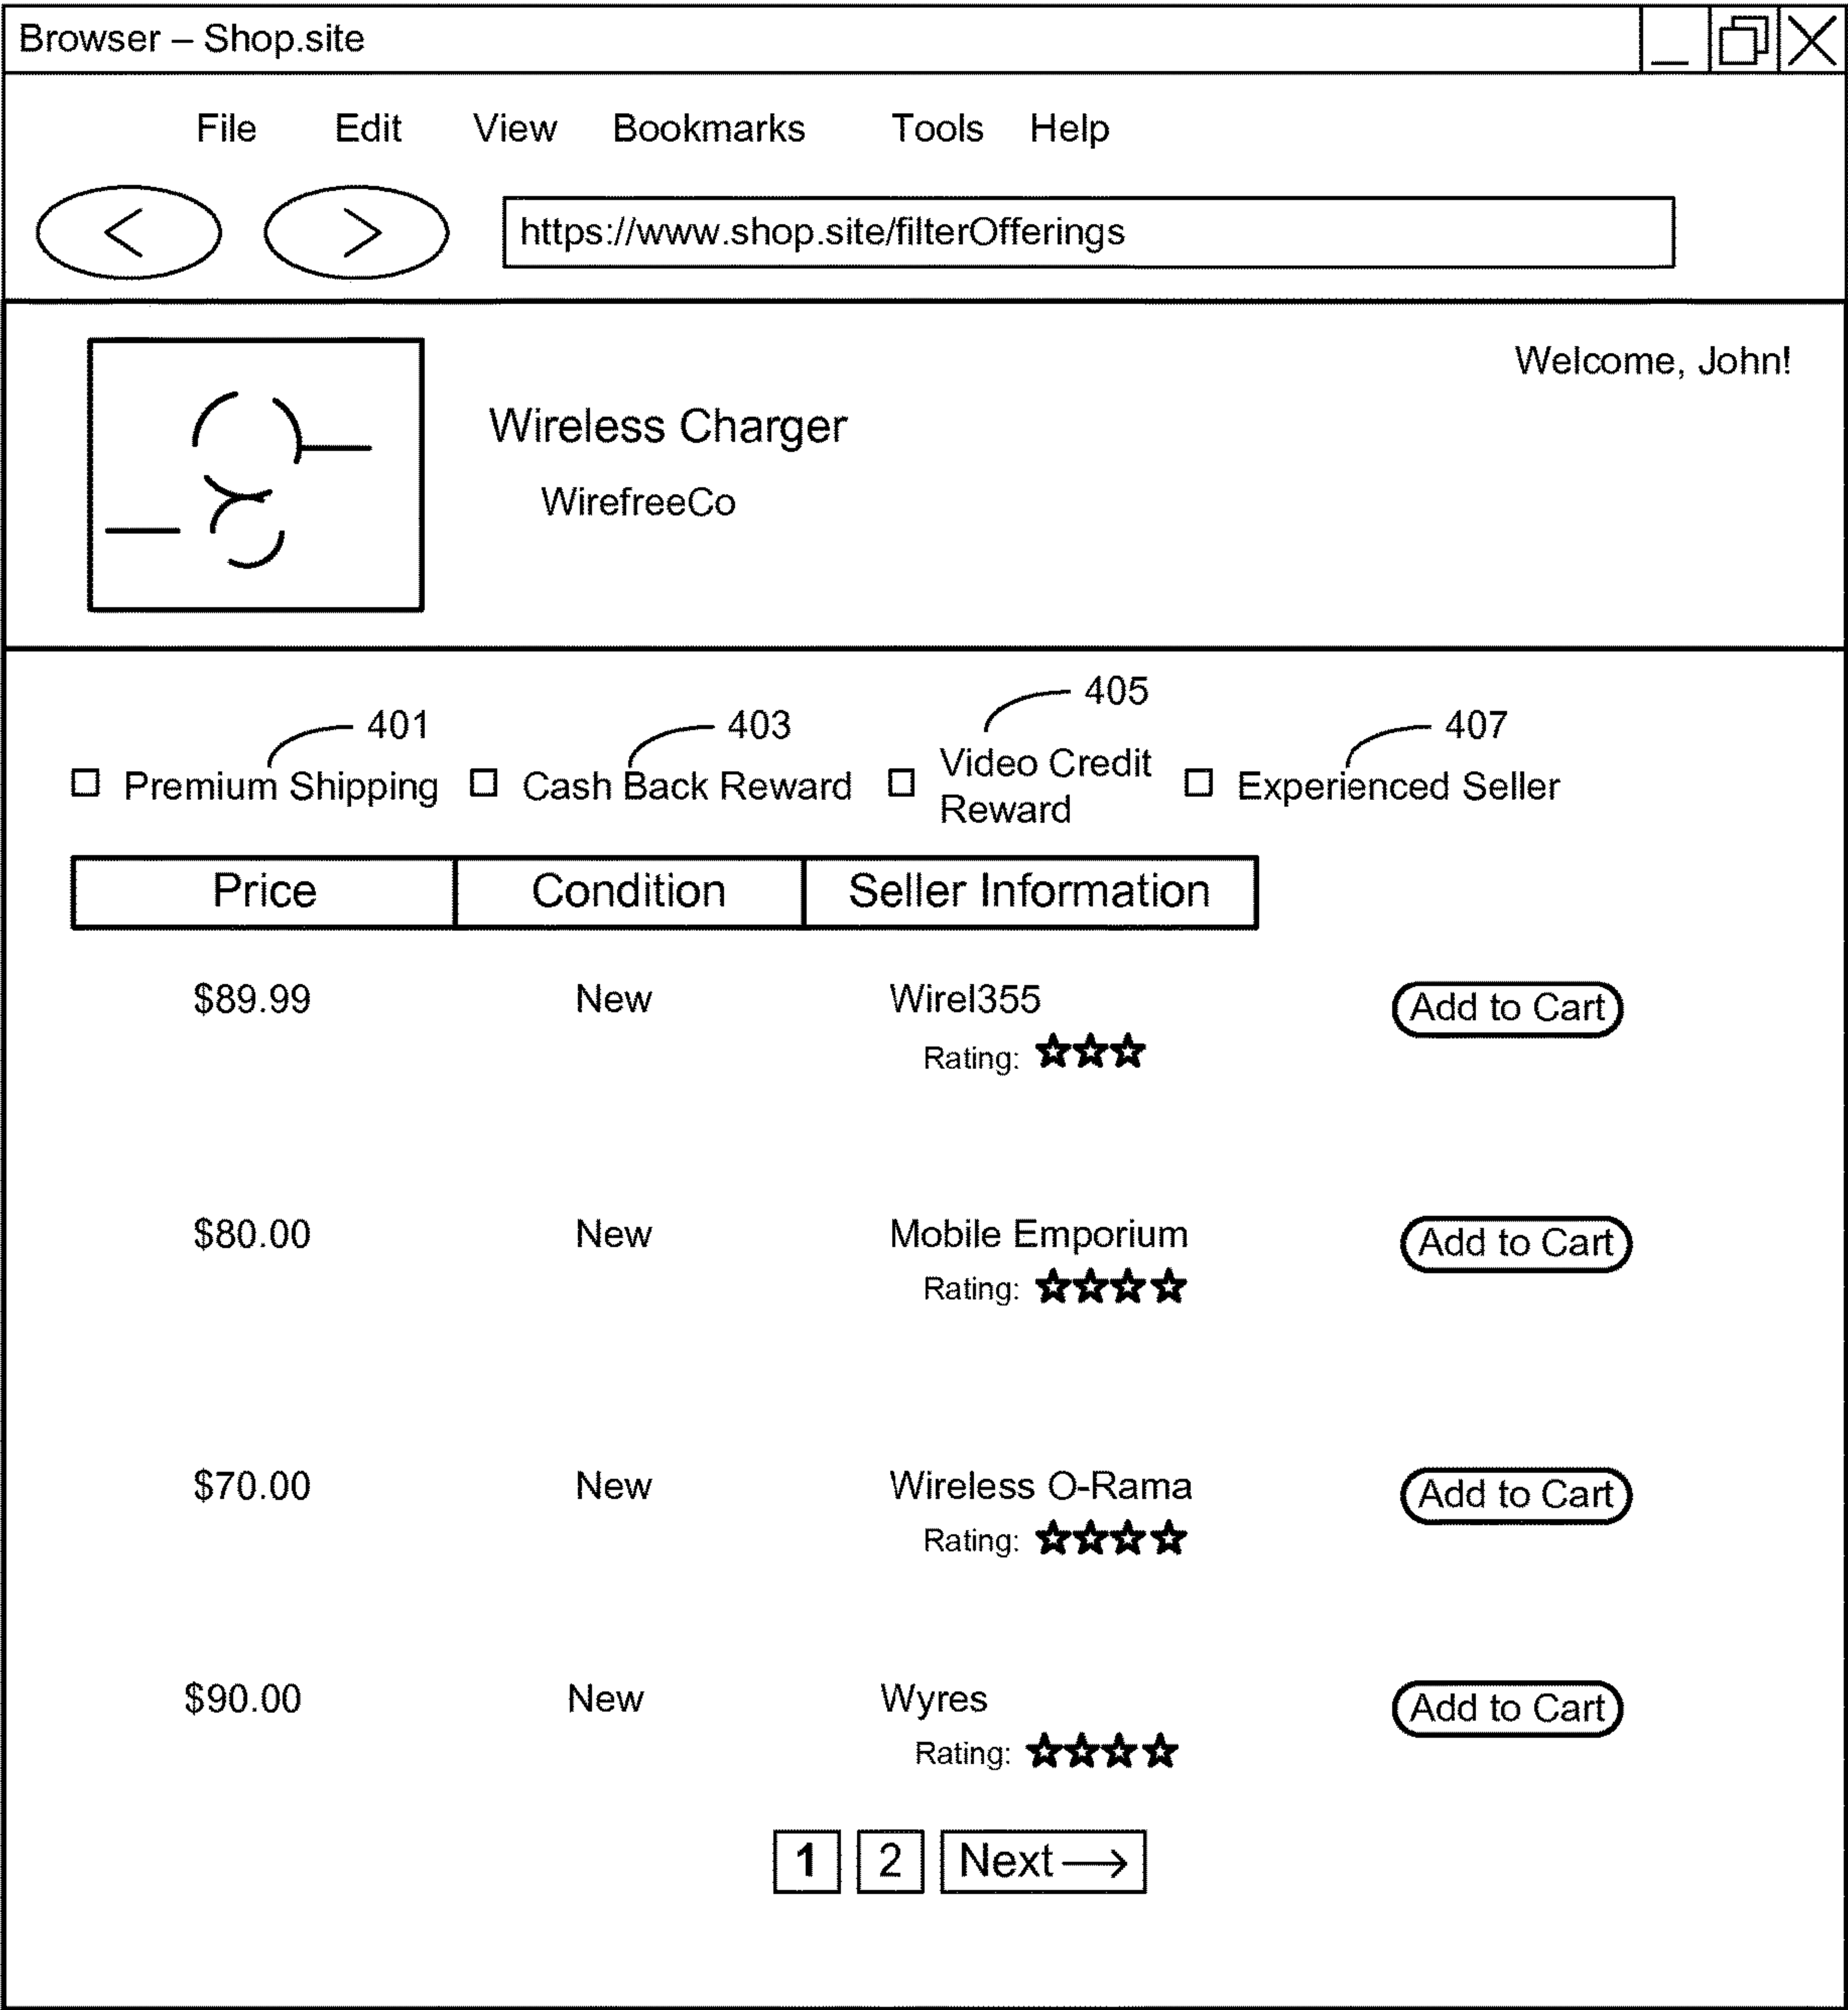 Browser – Shop.site
File Edit View Bookmarks Tools Help
< > https://www.shop.site/filterOfferings
Welcome, John!
Wireless Charger
WirefreeCo
401 403 405 407
Premium Shipping Cash Back Reward Video Credit Reward Experienced Seller
Price Condition Seller Information
$89.99 New Wirel355 Add to Cart
Rating: ☆☆☆
$80.00 New Mobile Emporium Add to Cart
Rating: ☆☆☆☆
$70.00 New Wireless O-Rama Add to Cart
Rating: ☆☆☆☆
$90.00 New Wyres Add to Cart
Rating: ☆☆☆☆
1 2 Next →